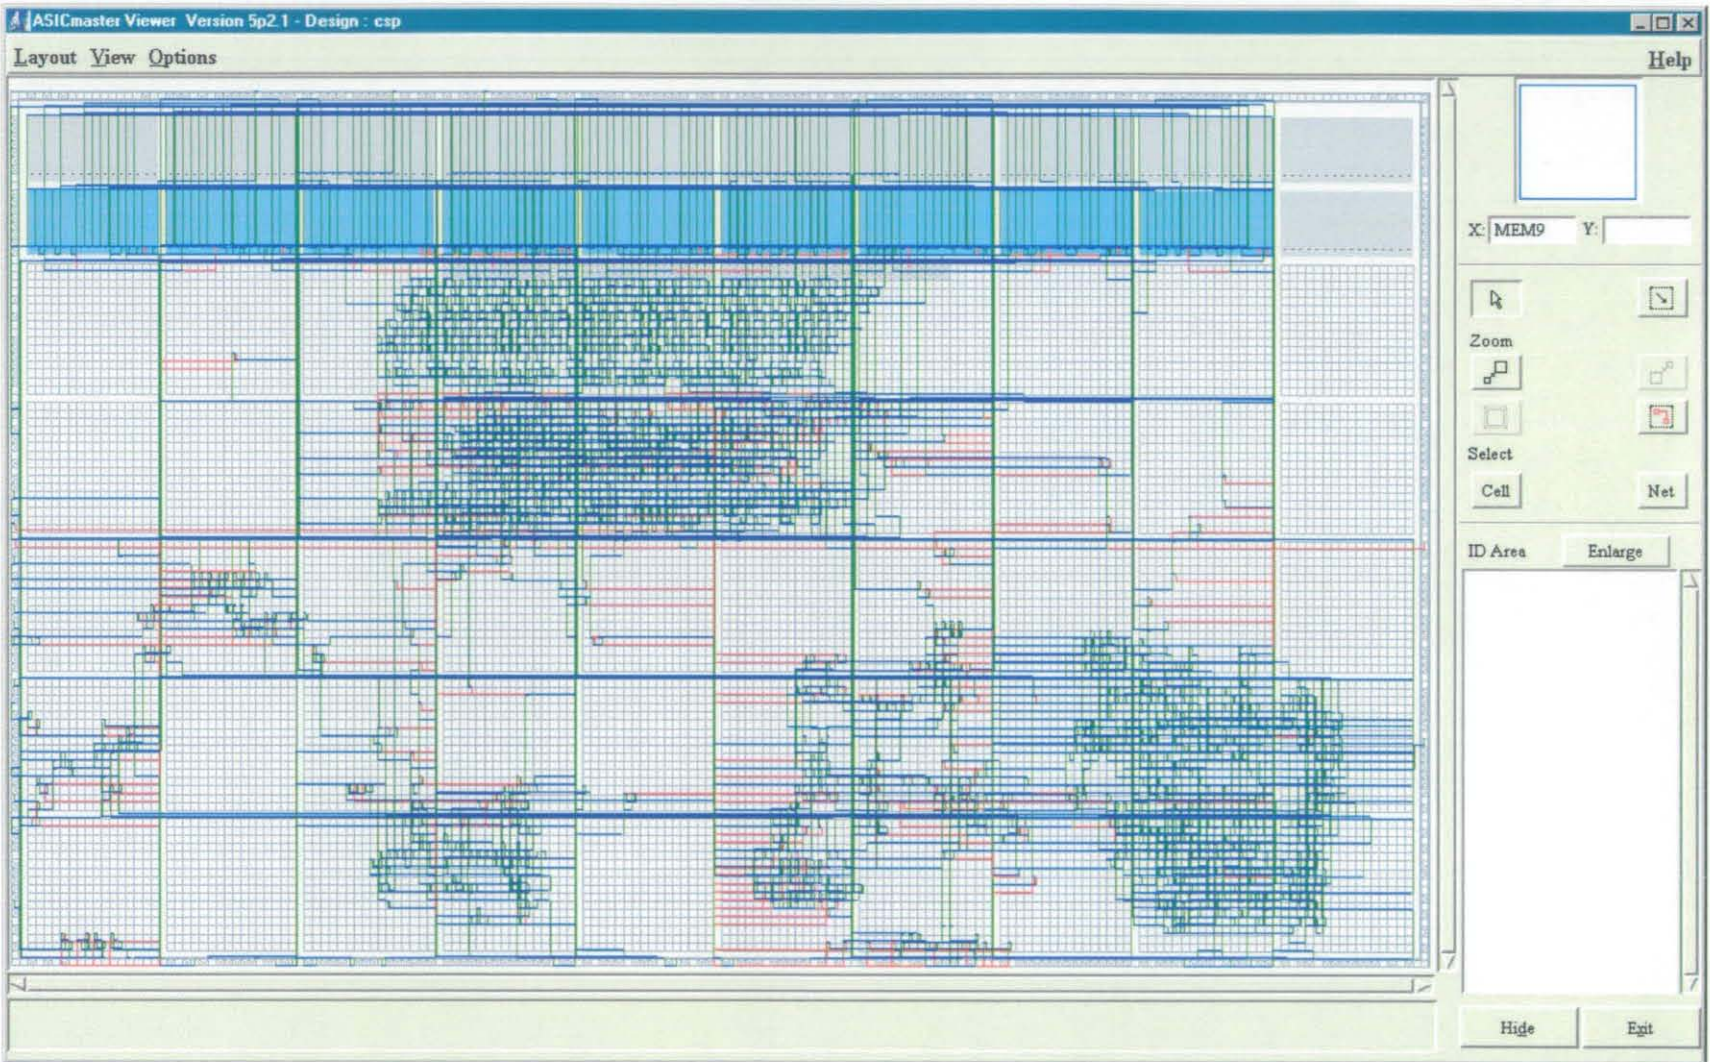 ASICmaster Viewer Version 5p2.1 - Design : csp
Layout View Options Help
X: MEM9 Y:
Zoom
Select
Cell Net
ID Area Enlarge
Hide Exit